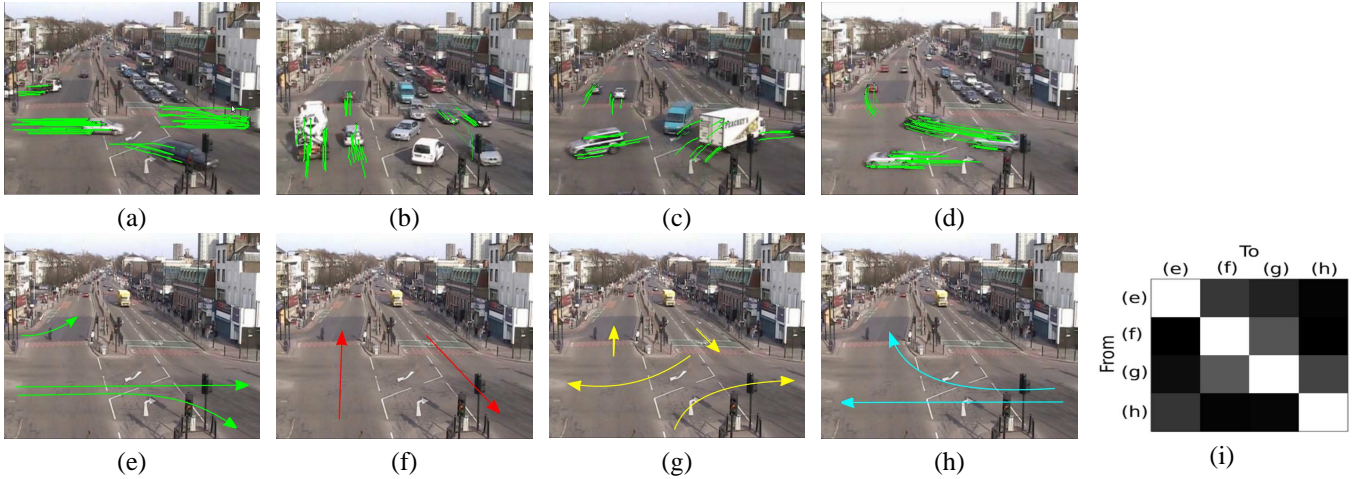 (a) (b) (c) (d)
To
(e) (f) (g) (h)
(e)
(f)
From
(g)
(h)
(e) (f) (g) (h) (i)